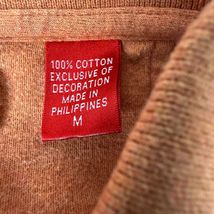 100% COTTON
EXCLUSIVE OF
DECORATION
MADE IN
PHILIPPINES
M